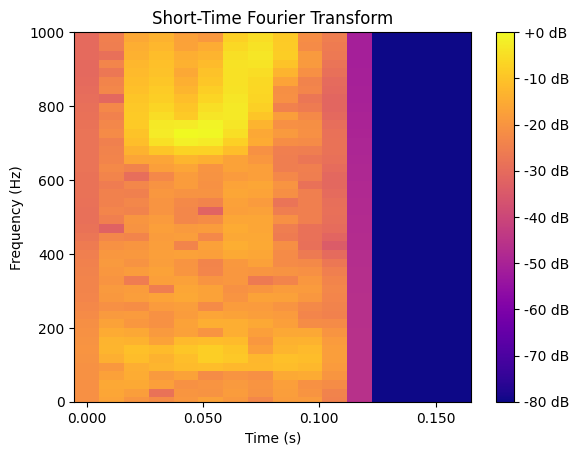 Short-Time Fourier Transform
1000
800
600
400
200
0
Frequency (Hz)
0.000
0.050
0.100
0.150
Time (s)
+0 dB
-10 dB
-20 dB
-30 dB
-40 dB
-50 dB
-60 dB
-70 dB
-80 dB